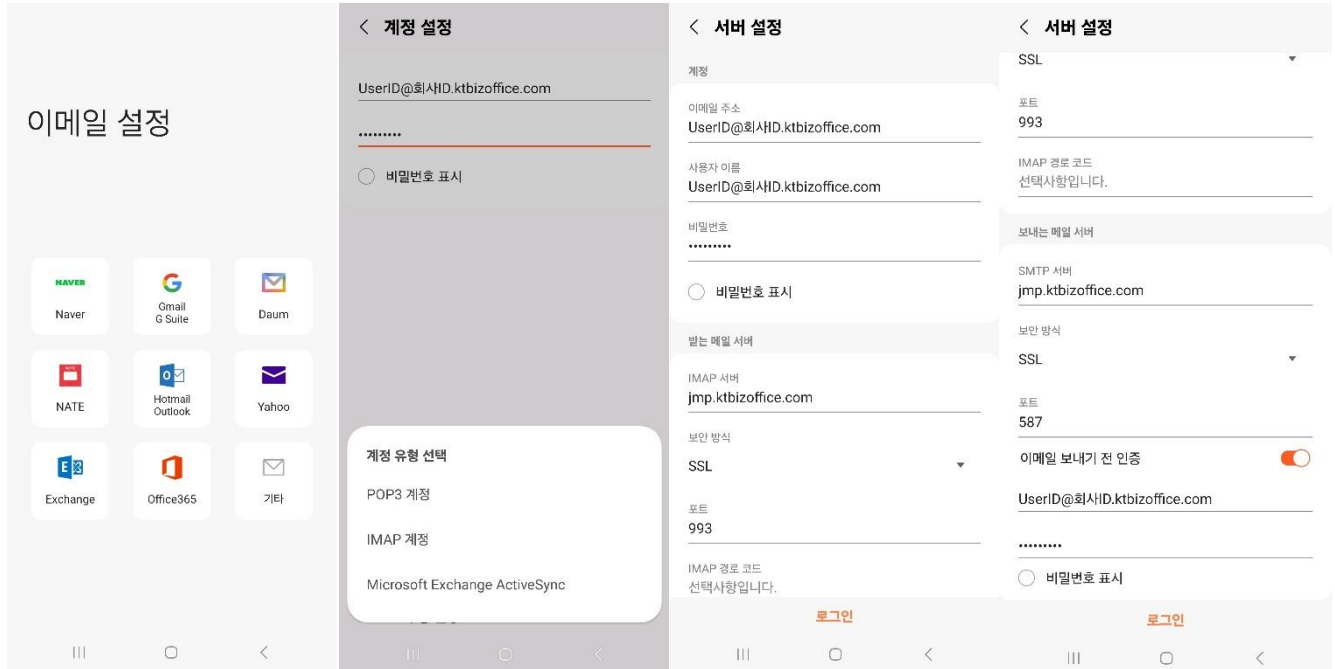 이메일 설정
NAVER
Naver
Gmail
G Suite
Daum
NATE
Hotmail
Outlook
Yahoo
Exchange
Office365
기타
계정 설정
UserID@회사ID.ktbizoffice.com
•••••••••
비밀번호 표시
계정 유형 선택
POP3 계정
IMAP 계정
Microsoft Exchange ActiveSync
서버 설정
계정
이메일 주소
UserID@회사ID.ktbizoffice.com
사용자 이름
UserID@회사ID.ktbizoffice.com
비밀번호
•••••••••
비밀번호 표시
받는 메일 서버
IMAP 서버
jmp.ktbizoffice.com
보안 방식
SSL
포트
993
IMAP 경로 코드
선택사항입니다.
로그인
서버 설정
SSL
포트
993
IMAP 경로 코드
선택사항입니다.
보내는 메일 서버
SMTP 서버
jmp.ktbizoffice.com
보안 방식
SSL
포트
587
이메일 보내기 전 인증
UserID@회사ID.ktbizoffice.com
•••••••••
비밀번호 표시
로그인